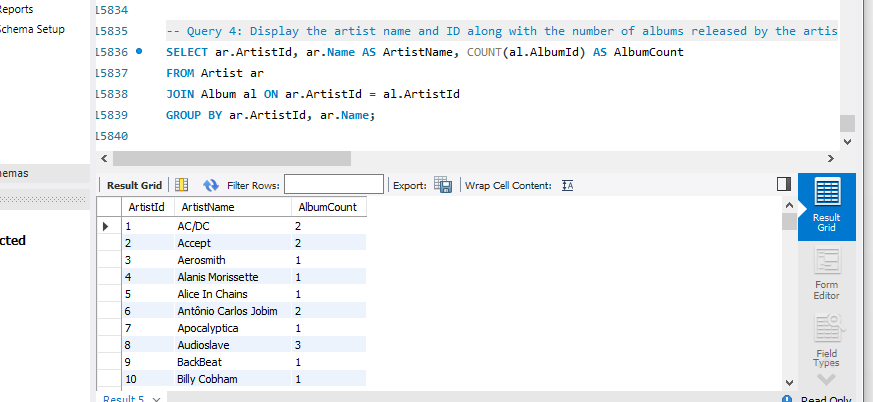 Reports
Schema Setup
hemas
cted
15834
15835 -- Query 4: Display the artist name and ID along with the number of albums released by the artis
15836 SELECT ar.ArtistId, ar.Name AS ArtistName, COUNT(al.AlbumId) AS AlbumCount
15837 FROM Artist ar
15838 JOIN Album al ON ar.ArtistId = al.ArtistId
15839 GROUP BY ar.ArtistId, ar.Name;
15840
Result Grid Filter Rows: Export: Wrap Cell Content:
ArtistId ArtistName AlbumCount
1 AC/DC 2
2 Accept 2
3 Aerosmith 1
4 Alanis Morissette 1
5 Alice In Chains 1
6 Antônio Carlos Jobim 2
7 Apocalyptica 1
8 Audioslave 3
9 BackBeat 1
10 Billy Cobham 1
Result
Grid
Form
Editor
Field
Types
Result 5
Read Only